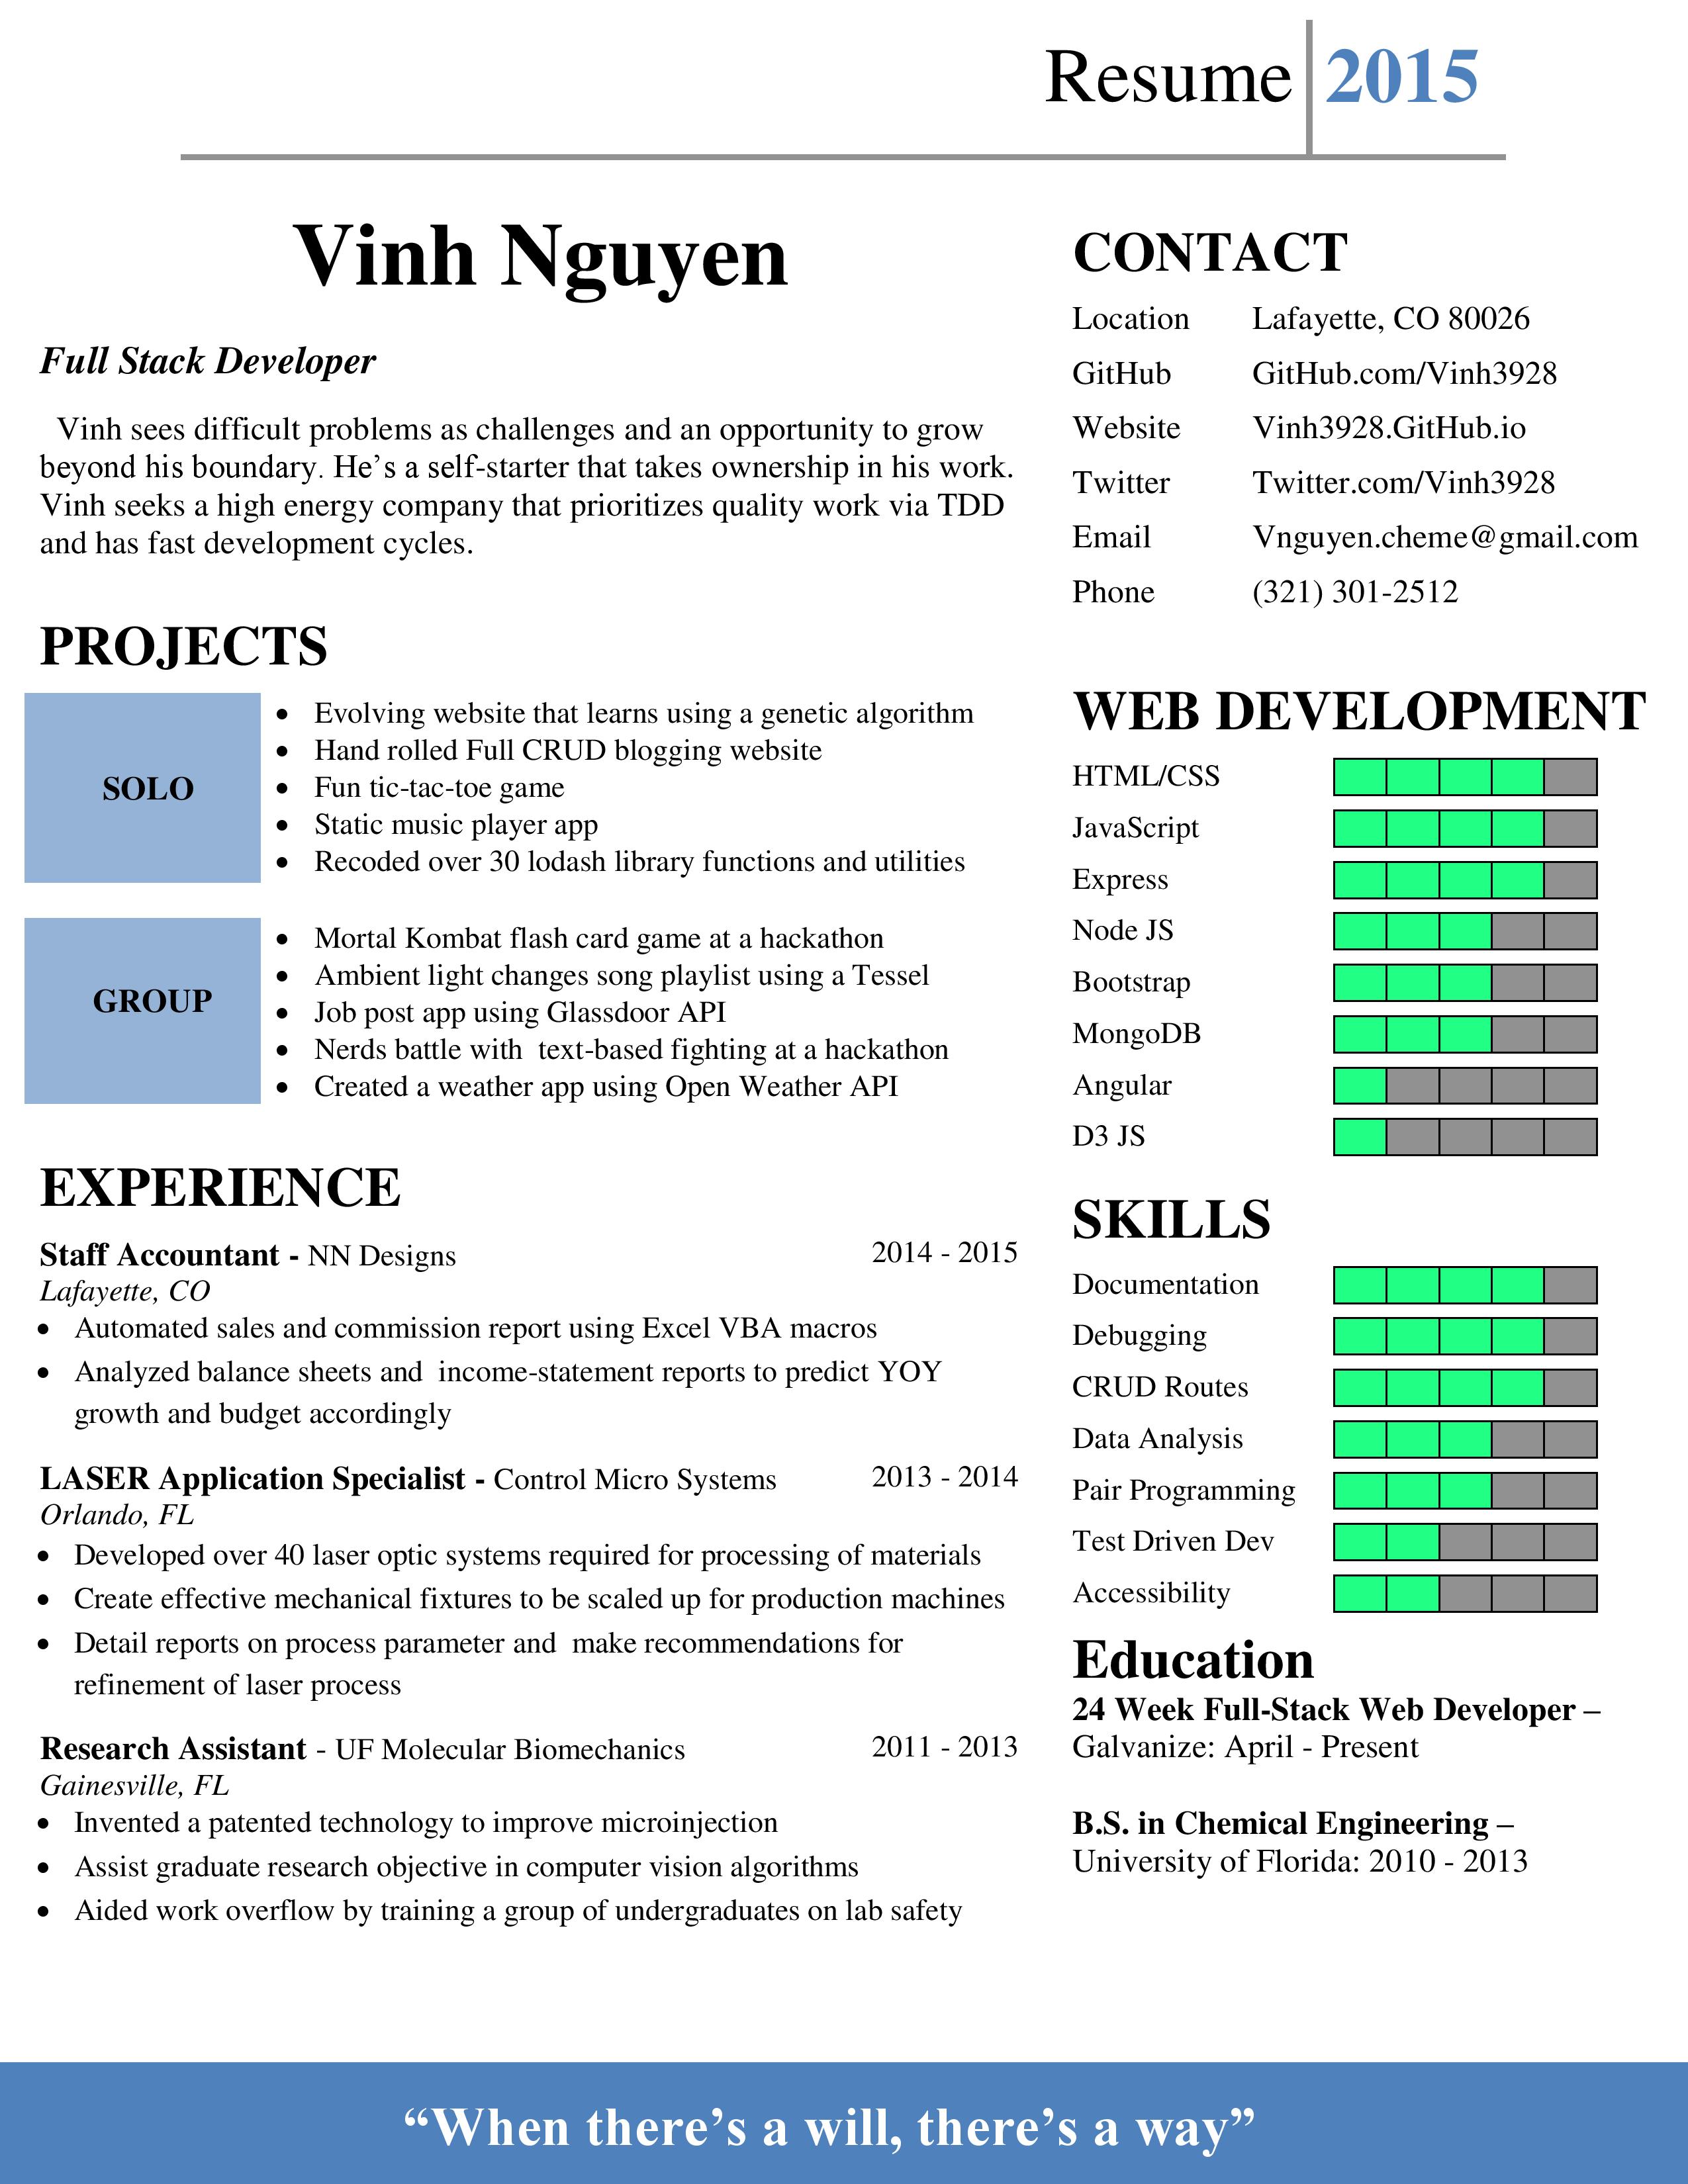 Resume 2015
Vinh Nguyen
Full Stack Developer
Vinh sees difficult problems as challenges and an opportunity to grow
beyond his boundary. He’s a self-starter that takes ownership in his work.
Vinh seeks a high energy company that prioritizes quality work via TDD
and has fast development cycles.
PROJECTS
SOLO
• Evolving website that learns using a genetic algorithm
• Hand rolled Full CRUD blogging website
• Fun tic-tac-toe game
• Static music player app
• Recoded over 30 lodash library functions and utilities
GROUP
• Mortal Kombat flash card game at a hackathon
• Ambient light changes song playlist using a Tessel
• Job post app using Glassdoor API
• Nerds battle with  text-based fighting at a hackathon
• Created a weather app using Open Weather API
EXPERIENCE
Staff Accountant - NN Designs 2014 - 2015
Lafayette, CO
• Automated sales and commission report using Excel VBA macros
• Analyzed balance sheets and  income-statement reports to predict YOY
growth and budget accordingly
LASER Application Specialist - Control Micro Systems 2013 - 2014
Orlando, FL
• Developed over 40 laser optic systems required for processing of materials
• Create effective mechanical fixtures to be scaled up for production machines
• Detail reports on process parameter and  make recommendations for
refinement of laser process
Research Assistant - UF Molecular Biomechanics 2011 - 2013
Gainesville, FL
• Invented a patented technology to improve microinjection
• Assist graduate research objective in computer vision algorithms
• Aided work overflow by training a group of undergraduates on lab safety
CONTACT
Location Lafayette, CO 80026
GitHub GitHub.com/Vinh3928
Website Vinh3928.GitHub.io
Twitter Twitter.com/Vinh3928
Email Vnguyen.cheme@gmail.com
Phone (321) 301-2512
WEB DEVELOPMENT
HTML/CSS
JavaScript
Express
Node JS
Bootstrap
MongoDB
Angular
D3 JS
SKILLS
Documentation
Debugging
CRUD Routes
Data Analysis
Pair Programming
Test Driven Dev
Accessibility
Education
24 Week Full-Stack Web Developer –
Galvanize: April - Present
B.S. in Chemical Engineering –
University of Florida: 2010 - 2013
“When there’s a will, there’s a way”